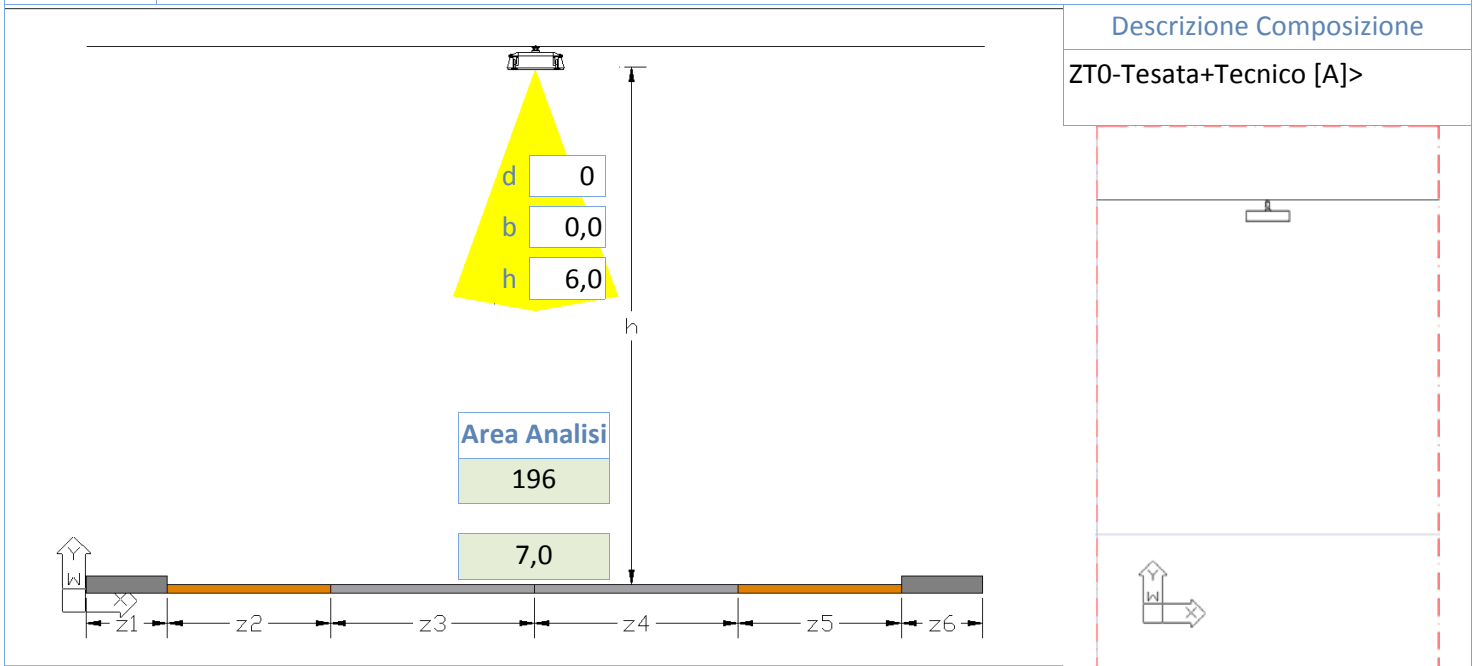 Descrizione Composizione
ZT0-Tesata+Tecnico [A]>
d 0
b 0,0
h 6,0
h
Area Analisi
196
7,0
Y
W
X
z1 z2 z3 z4 z5 z6
Y
W
X